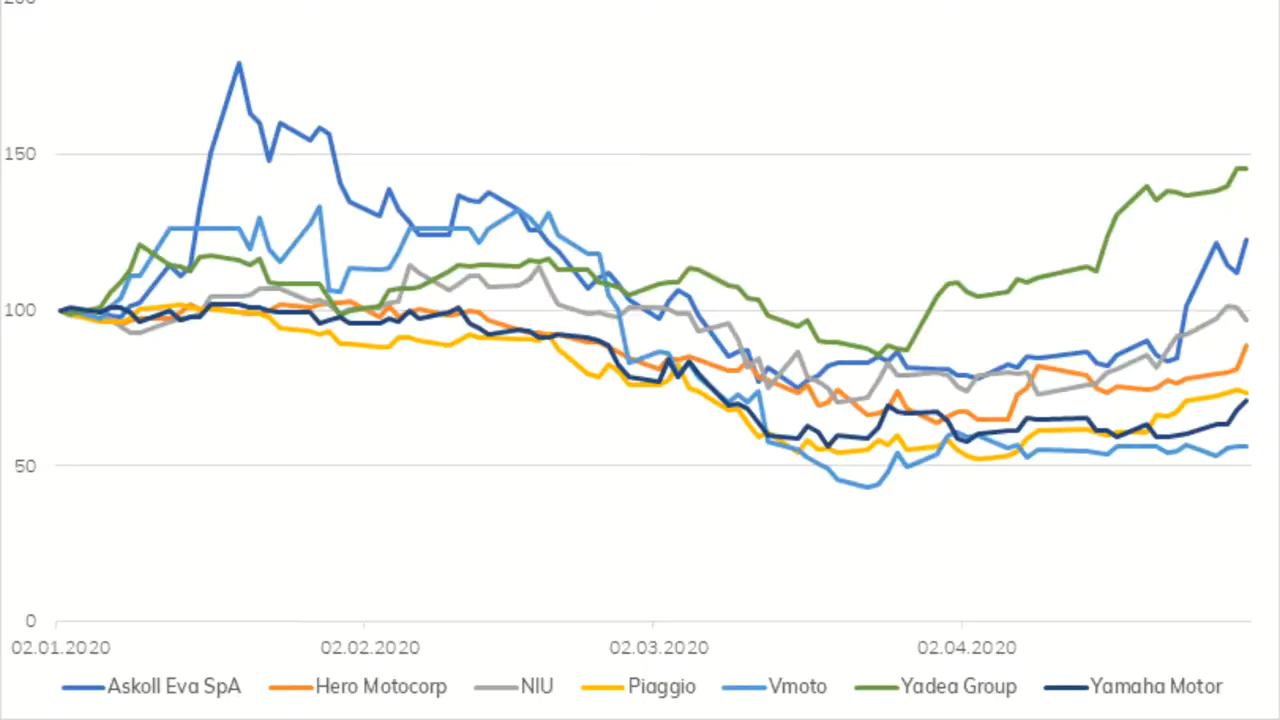 200
150
100
50
0
02.01.2020 02.02.2020 02.03.2020 02.04.2020
Askoll Eva SpA Hero Motocorp NIU Piaggio Vmoto Yadea Group Yamaha Motor